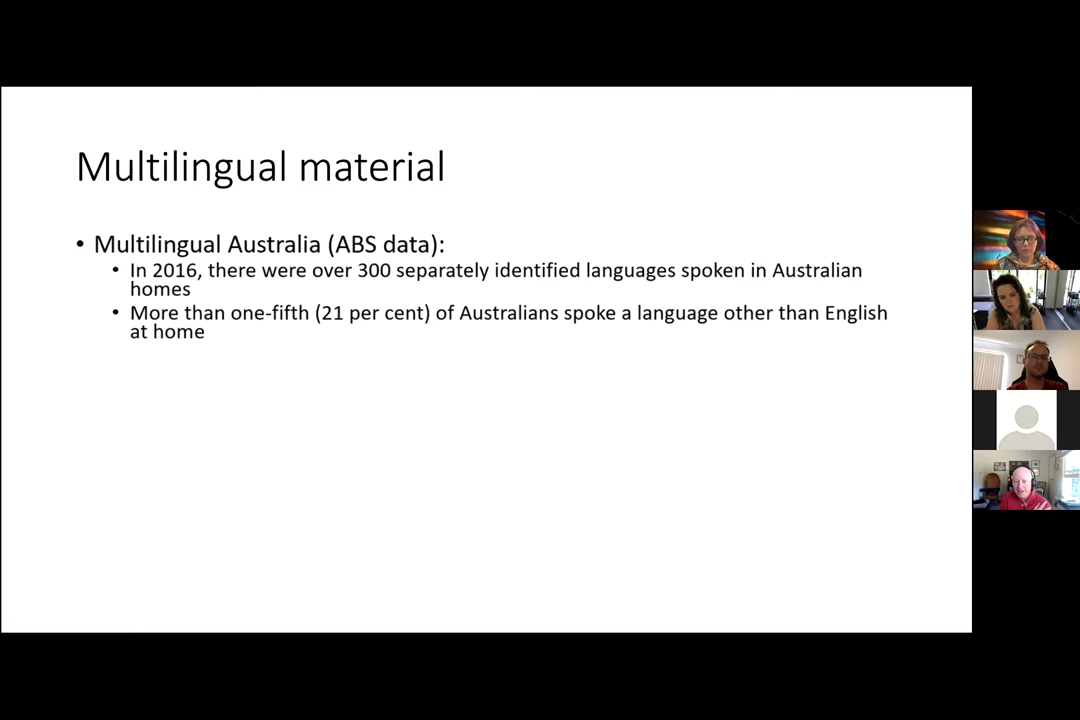 Multilingual material
• Multilingual Australia (ABS data):
• In 2016, there were over 300 separately identified languages spoken in Australian
homes
• More than one-fifth (21 per cent) of Australians spoke a language other than English
at home